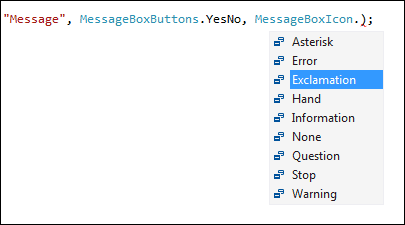 "Message", MessageBoxButtons.YesNo, MessageBoxIcon.);
Asterisk
Error
Exclamation
Hand
Information
None
Question
Stop
Warning